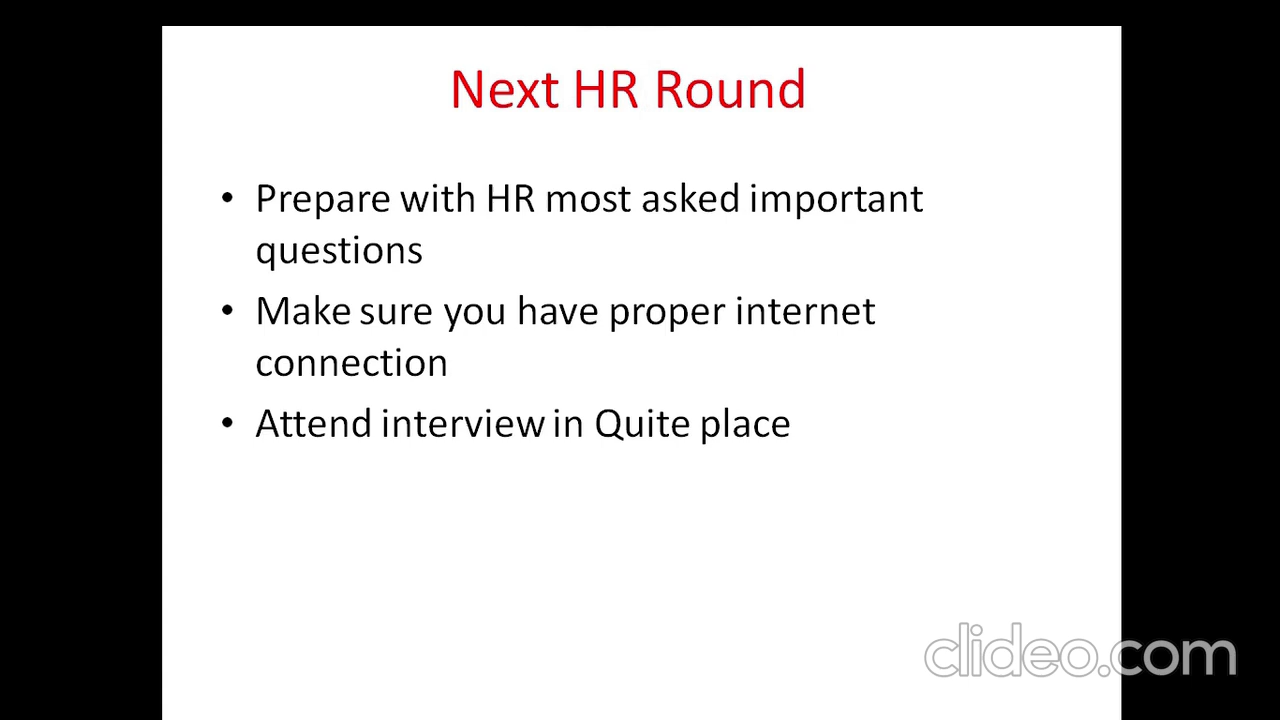 Next HR Round
• Prepare with HR most asked important
questions
• Make sure you have proper internet
connection
• Attend interview in Quite place
clideo.com